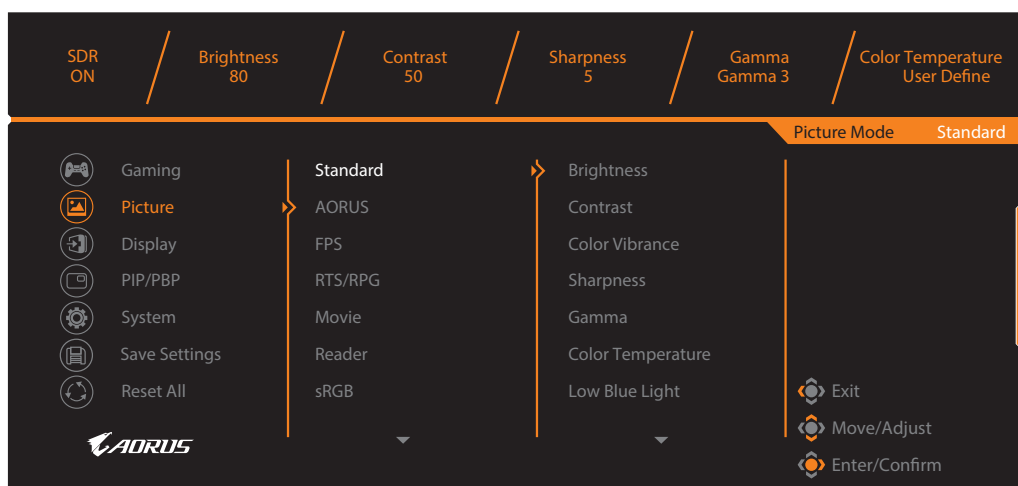 SDR
ON
Brightness
80
Contrast
50
Sharpness
5
Gamma
Gamma 3
Color Temperature
User Define
Picture Mode Standard
Gaming
Picture
Display
PIP/PBP
System
Save Settings
Reset All
AORUS
Standard
AORUS
FPS
RTS/RPG
Movie
Reader
sRGB
Brightness
Contrast
Color Vibrance
Sharpness
Gamma
Color Temperature
Low Blue Light
Exit
Move/Adjust
Enter/Confirm